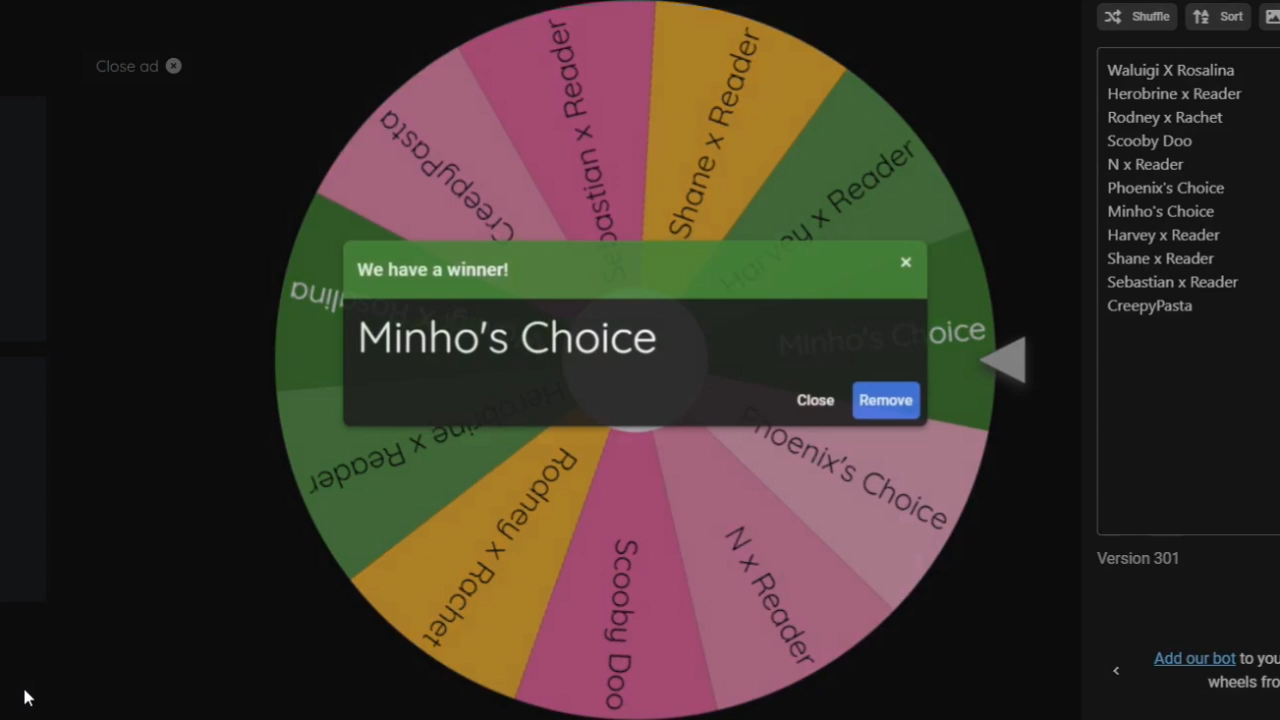 Close ad
Shuffle
Sort
Waluigi X Rosalina
Herobrine x Reader
Rodney x Rachet
Scooby Doo
N x Reader
Phoenix's Choice
Minho's Choice
Harvey x Reader
Shane x Reader
Sebastian x Reader
CreepyPasta
CreepyPasta
Sebastian x Reader
Shane x Reader
Harvey x Reader
We have a winner!
Minho's Choice
Close
Remove
Minho's Choice
Phoenix's Choice
N x Reader
Scooby Doo
Rodney x Rachet
Herobrine x Reader
Rosalina
Version 301
Add our bot to you
wheels fro